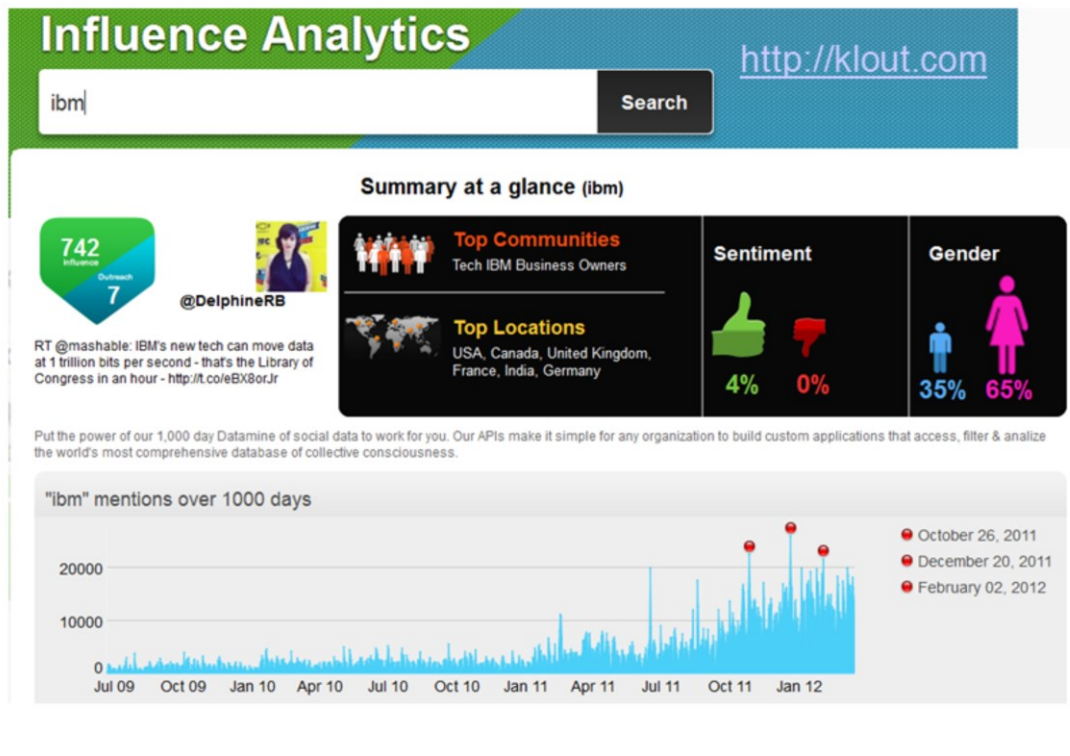 Influence Analytics
http://klout.com
ibm
Search
Summary at a glance (ibm)
742
Influence
Outreach
7
@DelphineRB
RT @mashable: IBM's new tech can move data
at 1 trillion bits per second - that's the Library of
Congress in an hour - http://t.co/eBX8orJr
Top Communities
Tech IBM Business Owners
Top Locations
USA, Canada, United Kingdom,
France, India, Germany
Sentiment
4%
0%
Gender
35%
65%
Put the power of our 1,000 day Datamine of social data to work for you. Our APIs make it simple for any organization to build custom applications that access, filter & analize
the world's most comprehensive database of collective consciousness.
"ibm" mentions over 1000 days
20000
10000
0
Jul 09 Oct 09 Jan 10 Apr 10 Jul 10 Oct 10 Jan 11 Apr 11 Jul 11 Oct 11 Jan 12
October 26, 2011
December 20, 2011
February 02, 2012